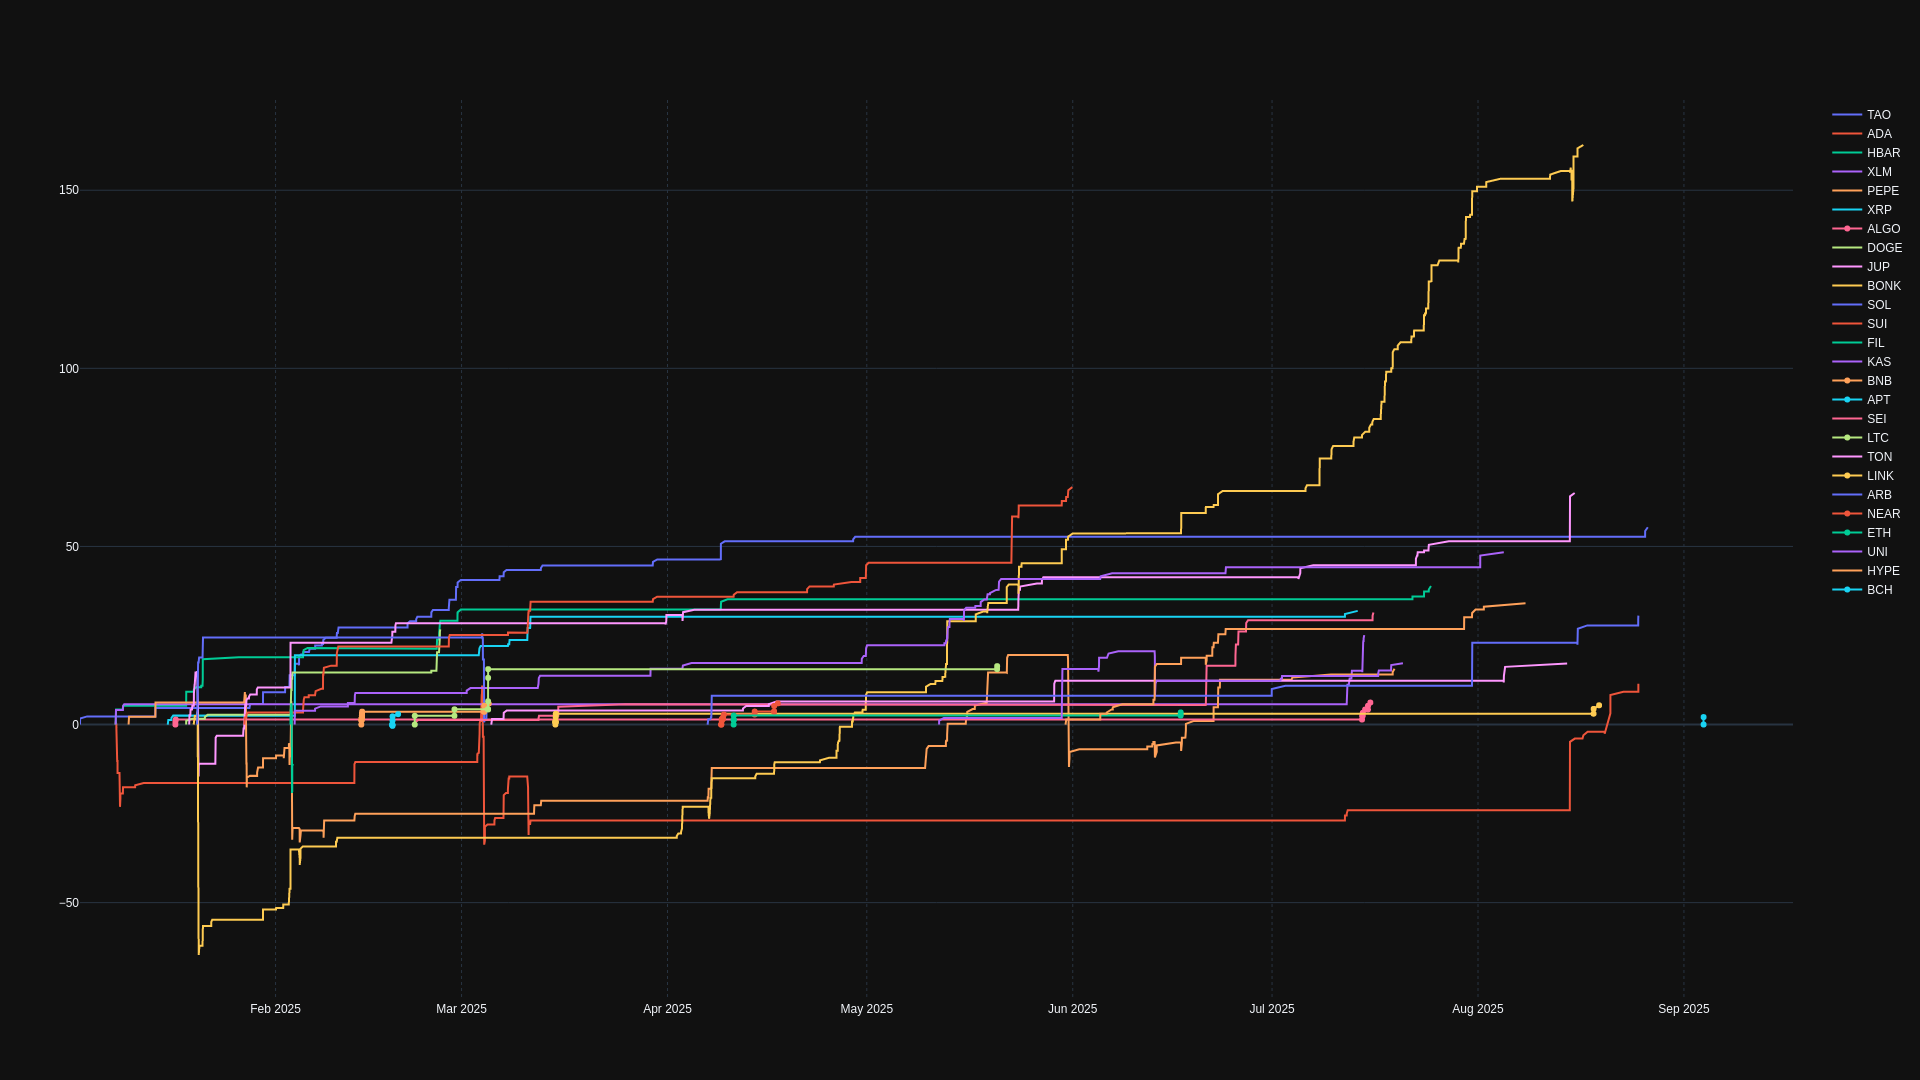 150
100
50
0
−50
Feb 2025
Mar 2025
Apr 2025
May 2025
Jun 2025
Jul 2025
Aug 2025
Sep 2025
TAO
ADA
HBAR
XLM
PEPE
XRP
ALGO
DOGE
JUP
BONK
SOL
SUI
FIL
KAS
BNB
APT
SEI
LTC
TON
LINK
ARB
NEAR
ETH
UNI
HYPE
BCH